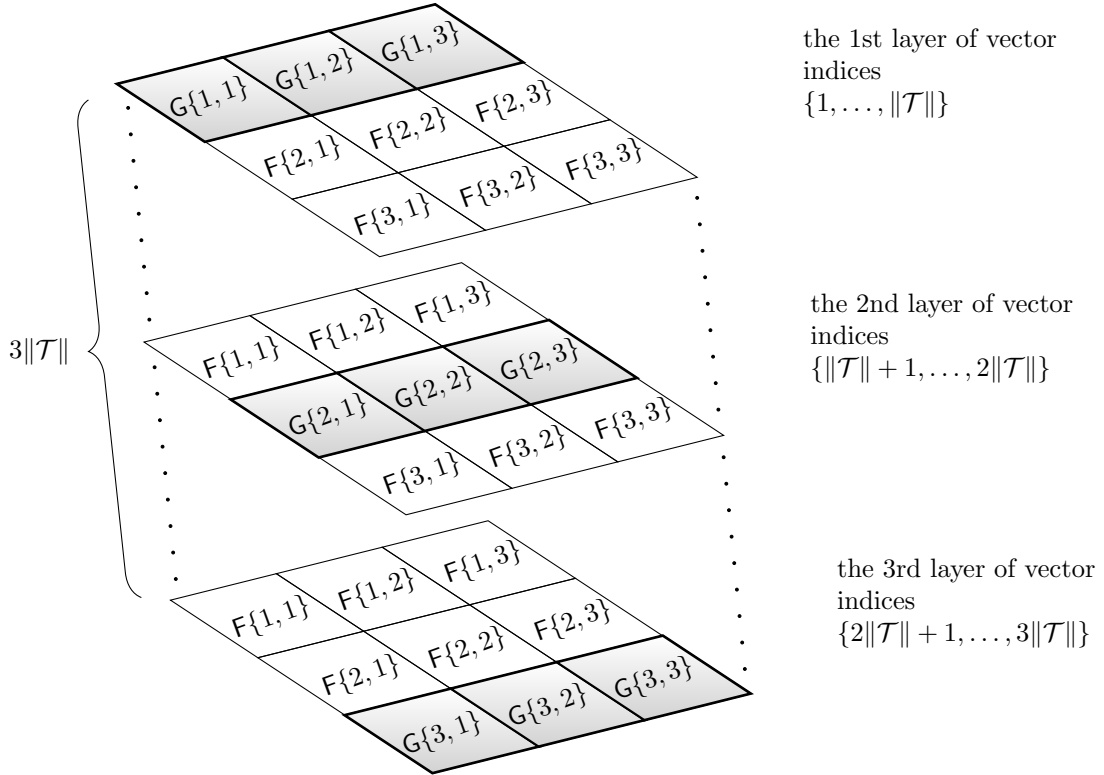 G{1, 1} G{1, 2} G{1, 3}
F{2, 1} F{2, 2} F{2, 3}
F{3, 1} F{3, 2} F{3, 3}
the 1st layer of vector
indices
{1, . . . , ‖𝒯‖}
3‖𝒯‖
F{1, 1} F{1, 2} F{1, 3}
G{2, 1} G{2, 2} G{2, 3}
F{3, 1} F{3, 2} F{3, 3}
the 2nd layer of vector
indices
{‖𝒯‖ + 1, . . . , 2‖𝒯‖}
F{1, 1} F{1, 2} F{1, 3}
F{2, 1} F{2, 2} F{2, 3}
G{3, 1} G{3, 2} G{3, 3}
the 3rd layer of vector
indices
{2‖𝒯‖ + 1, . . . , 3‖𝒯‖}